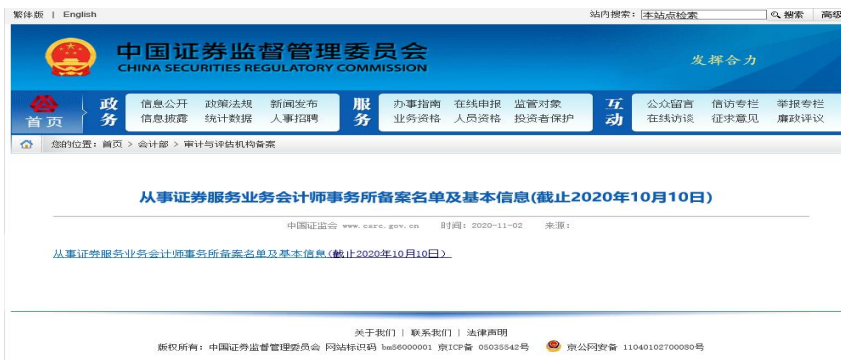 繁体版 | English 站内搜索: 本站点检索 搜索 高级
中国证券监督管理委员会
CHINA SECURITIES REGULATORY COMMISSION
发挥合力
首页 政务 信息公开 政策法规 新闻发布 服务 办事指南 在线申报 监管对象 互动 公众留言 信访专栏 举报专栏
信息披露 统计数据 人事招聘 业务资格 人员资格 投资者保护 在线访谈 征求意见 廉政评议
您的位置: 首页 > 会计部 > 审计与评估机构备案
从事证券服务业务会计师事务所备案名单及基本信息(截止2020年10月10日)
中国证监会 www.csrc.gov.cn 时间: 2020-11-02 来源:
从事证券服务业务会计师事务所备案名单及基本信息(截止2020年10月10日)
关于我们 | 联系我们 | 法律声明
版权所有: 中国证券监督管理委员会 网站标识码 bm56000001 京ICP备 05035542号 京公网安备 11040102700080号